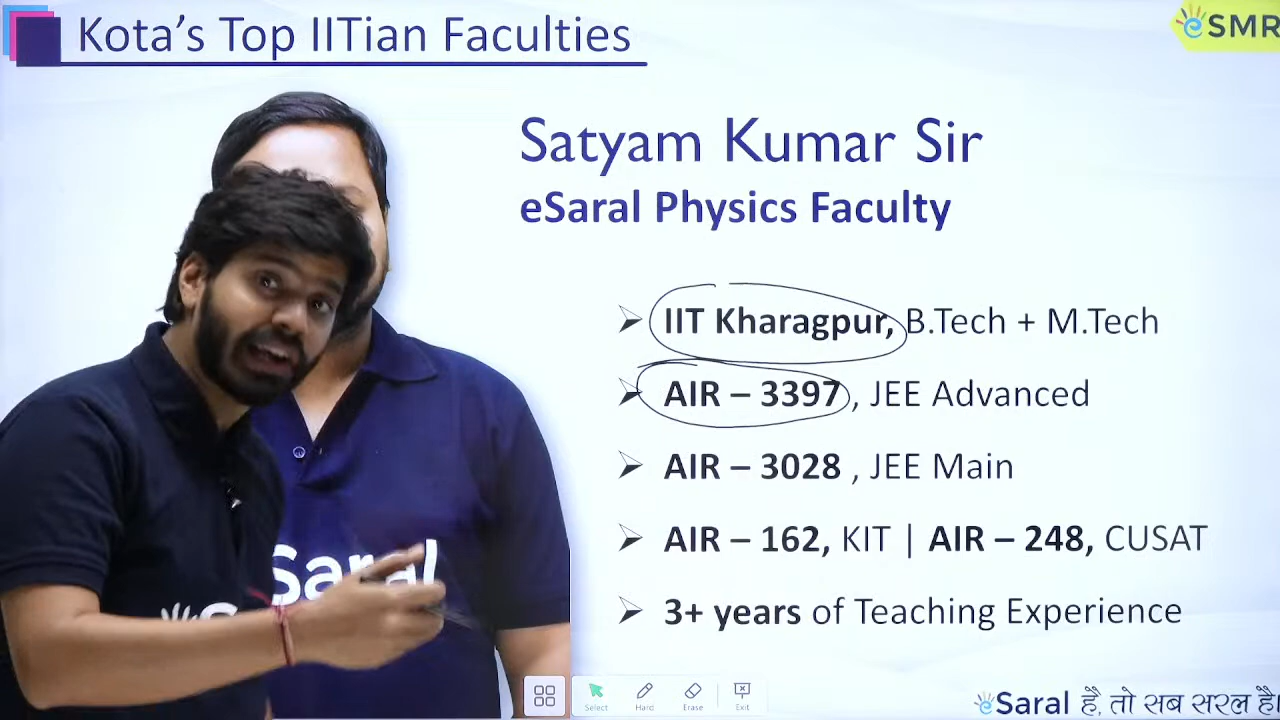 Kota's Top IITian Faculties
eSMR
Satyam Kumar Sir
eSaral Physics Faculty
IIT Kharagpur, B.Tech + M.Tech
AIR – 3397 , JEE Advanced
AIR – 3028 , JEE Main
AIR – 162, KIT | AIR – 248, CUSAT
3+ years of Teaching Experience
Saral
Select Hard Erase Exit
eSaral है, तो सब सरल है।